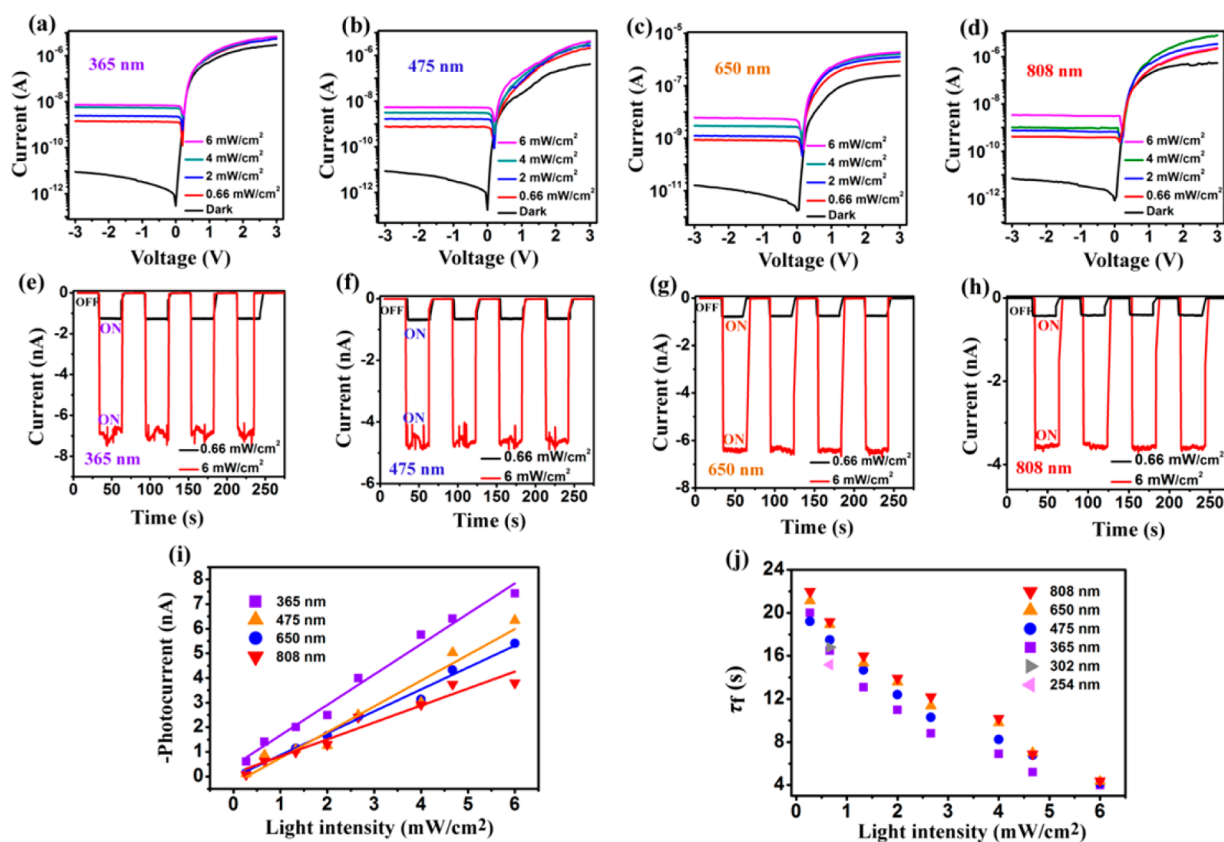 (a)
365 nm
Current (A)
10⁻⁶
10⁻⁸
10⁻¹⁰
10⁻¹²
6 mW/cm²
4 mW/cm²
2 mW/cm²
0.66 mW/cm²
Dark
-3 -2 -1 0 1 2 3
Voltage (V)
(b)
475 nm
Current (A)
10⁻⁶
10⁻⁸
10⁻¹⁰
10⁻¹²
6 mW/cm²
4 mW/cm²
2 mW/cm²
0.66 mW/cm²
Dark
-3 -2 -1 0 1 2 3
Voltage (V)
(c)
650 nm
Current (A)
10⁻⁵
10⁻⁷
10⁻⁹
10⁻¹¹
6 mW/cm²
4 mW/cm²
2 mW/cm²
0.66 mW/cm²
Dark
-3 -2 -1 0 1 2 3
Voltage (V)
(d)
808 nm
Current (A)
10⁻⁶
10⁻⁸
10⁻¹⁰
10⁻¹²
6 mW/cm²
4 mW/cm²
2 mW/cm²
0.66 mW/cm²
Dark
-3 -2 -1 0 1 2 3
Voltage (V)
(e)
Current (nA)
0
-2
-4
-6
-8
OFF
ON
ON
365 nm
0.66 mW/cm²
6 mW/cm²
0 50 100 150 200 250
Time (s)
(f)
Current (nA)
0
-2
-4
-6
OFF
ON
ON
475 nm
0.66 mW/cm²
6 mW/cm²
0 50 100 150 200 250
Time (s)
(g)
Current (nA)
0
-2
-4
-6
-8
OFF
ON
ON
650 nm
0.66 mW/cm²
6 mW/cm²
0 50 100 150 200 250
Time (s)
(h)
Current (nA)
0
-2
-4
OFF
ON
ON
808 nm
0.66 mW/cm²
6 mW/cm²
0 50 100 150 200 250
Time (s)
(i)
-Photocurrent (nA)
8
7
6
5
4
3
2
1
0
365 nm
475 nm
650 nm
808 nm
0 1 2 3 4 5 6
Light intensity (mW/cm²)
(j)
τf (s)
24
20
16
12
8
4
808 nm
650 nm
475 nm
365 nm
302 nm
254 nm
0 1 2 3 4 5 6
Light intensity (mW/cm²)